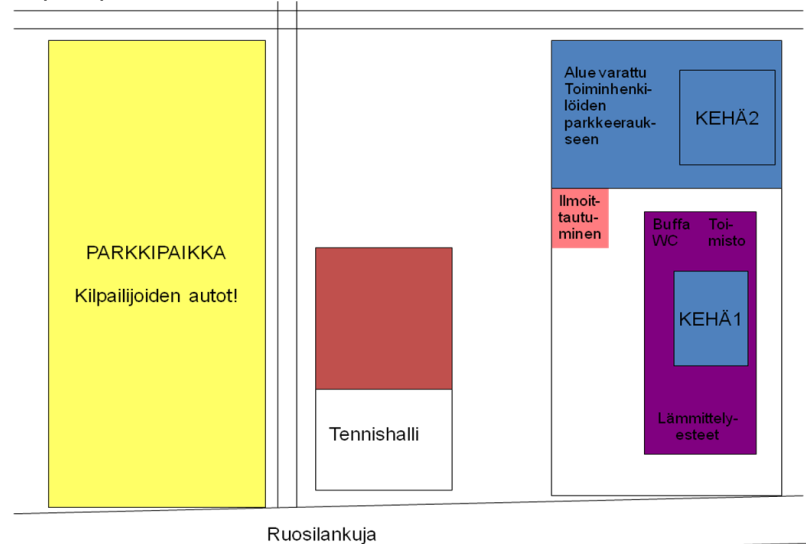 Alue varattu
Toiminhenki-
löiden
parkkeerauk-
seen
KEHÄ2
Ilmoit-
tautu-
minen
Buffa
WC
Toi-
misto
PARKKIPAIKKA
Kilpailijoiden autot!
KEHÄ1
Lämmittely-
esteet
Tennishalli
Ruosilankuja